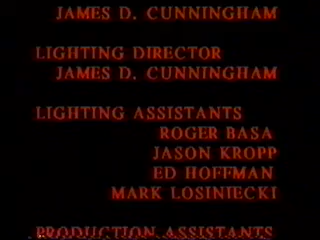 JAMES D. CUNNINGHAM
LIGHTING DIRECTOR
JAMES D. CUNNINGHAM
LIGHTING ASSISTANTS
ROGER BASA
JASON KROPP
ED HOFFMAN
MARK LOSINIECKI
PRODUCTION ASSISTANTS